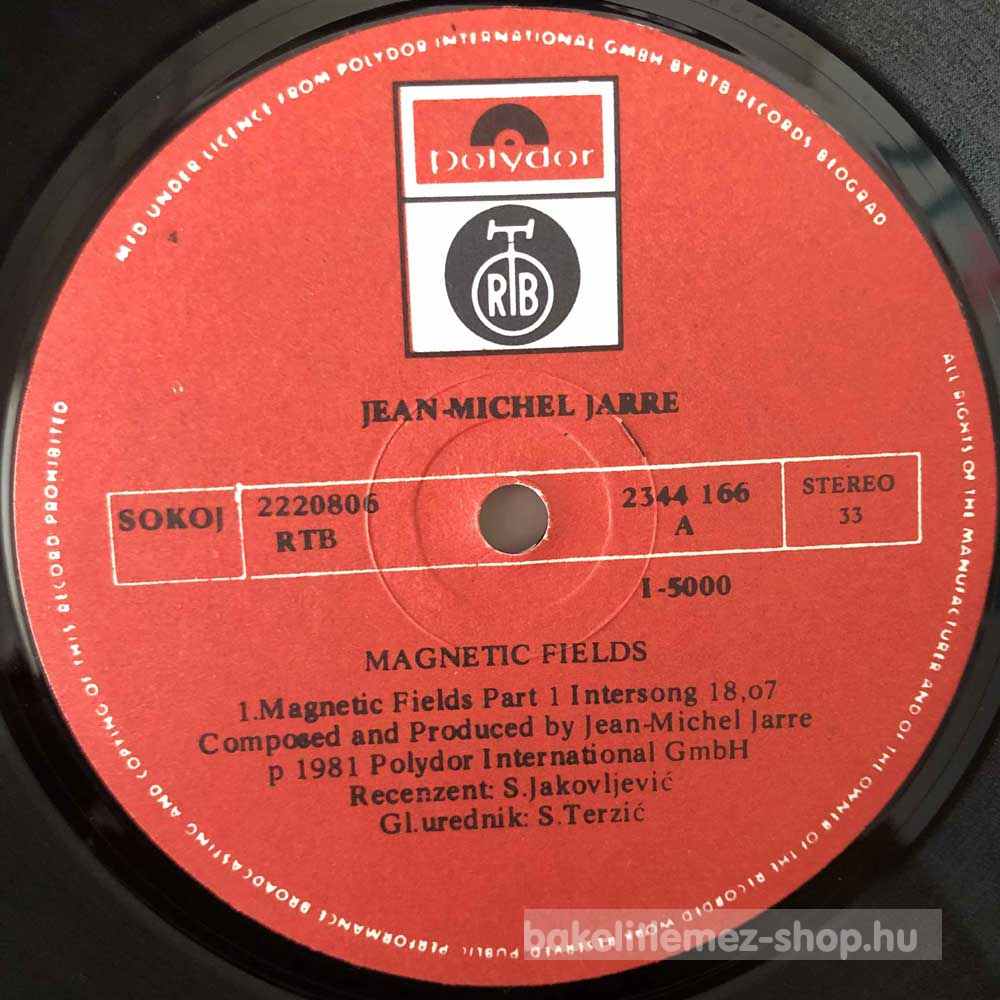 MFD UNDER LICENCE FROM POLYDOR INTERNATIONAL GMBH BY RTB RECORDS BEOGRAD
polydor
RTB
JEAN-MICHEL JARRE
SOKOJ
2220806
RTB
2344 166
A
STEREO
33
I-5000
MAGNETIC FIELDS
1.Magnetic Fields Part 1 Intersong 18,07
Composed and Produced by Jean-Michel Jarre
p 1981 Polydor International GmbH
Recenzent: S.Jakovljević
Gl.urednik: S.Terzić
ALL RIGHTS OF THE MANUFACTURER AND OF THE OWNER OF THE RECORDED WORK RESERVED PUBLIC PERFORMANCE BROADCASTING AND COPYING OF THIS RECORD PROHIBITED
bakelitlemez-shop.hu